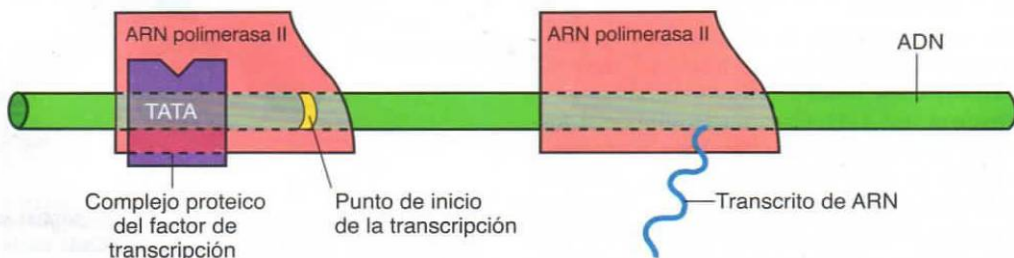 ARN polimerasa II
ARN polimerasa II
ADN
TATA
Complejo proteico
del factor de
transcripción
Punto de inicio
de la transcripción
Transcrito de ARN